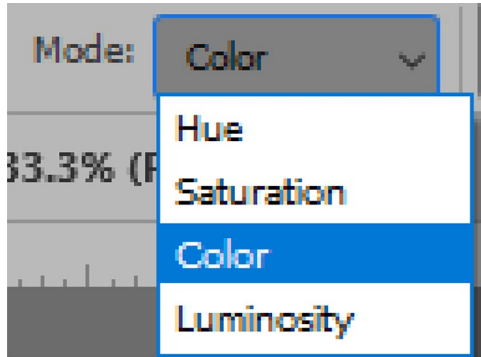 Mode: Color
Hue
33.3% (
Saturation
Color
Luminosity